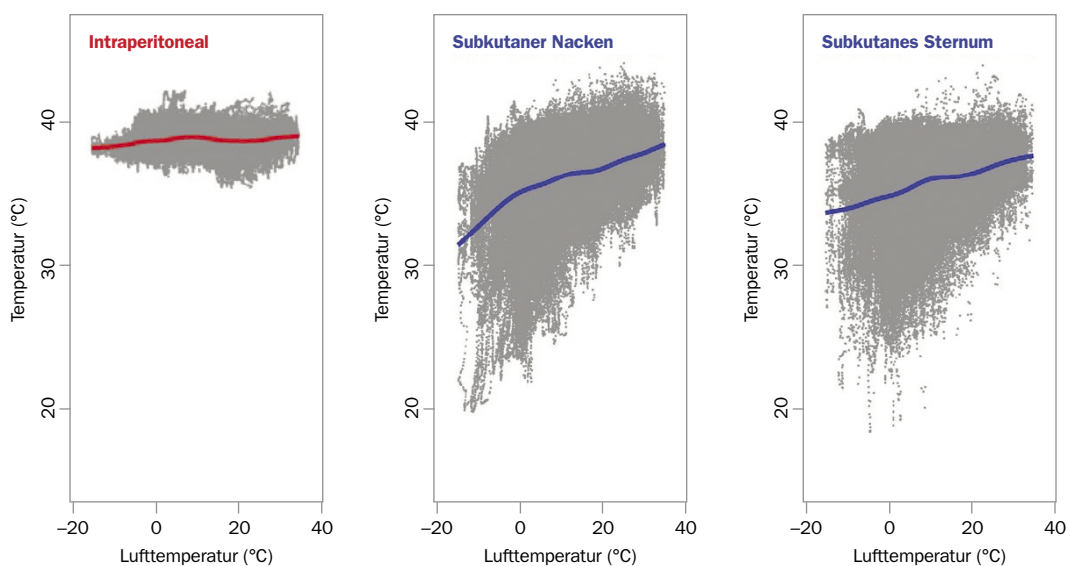 Intraperitoneal
Temperatur (°C)
40
30
20
–20 0 20 40
Lufttemperatur (°C)
Subkutaner Nacken
Temperatur (°C)
40
30
20
–20 0 20 40
Lufttemperatur (°C)
Subkutanes Sternum
Temperatur (°C)
40
30
20
–20 0 20 40
Lufttemperatur (°C)